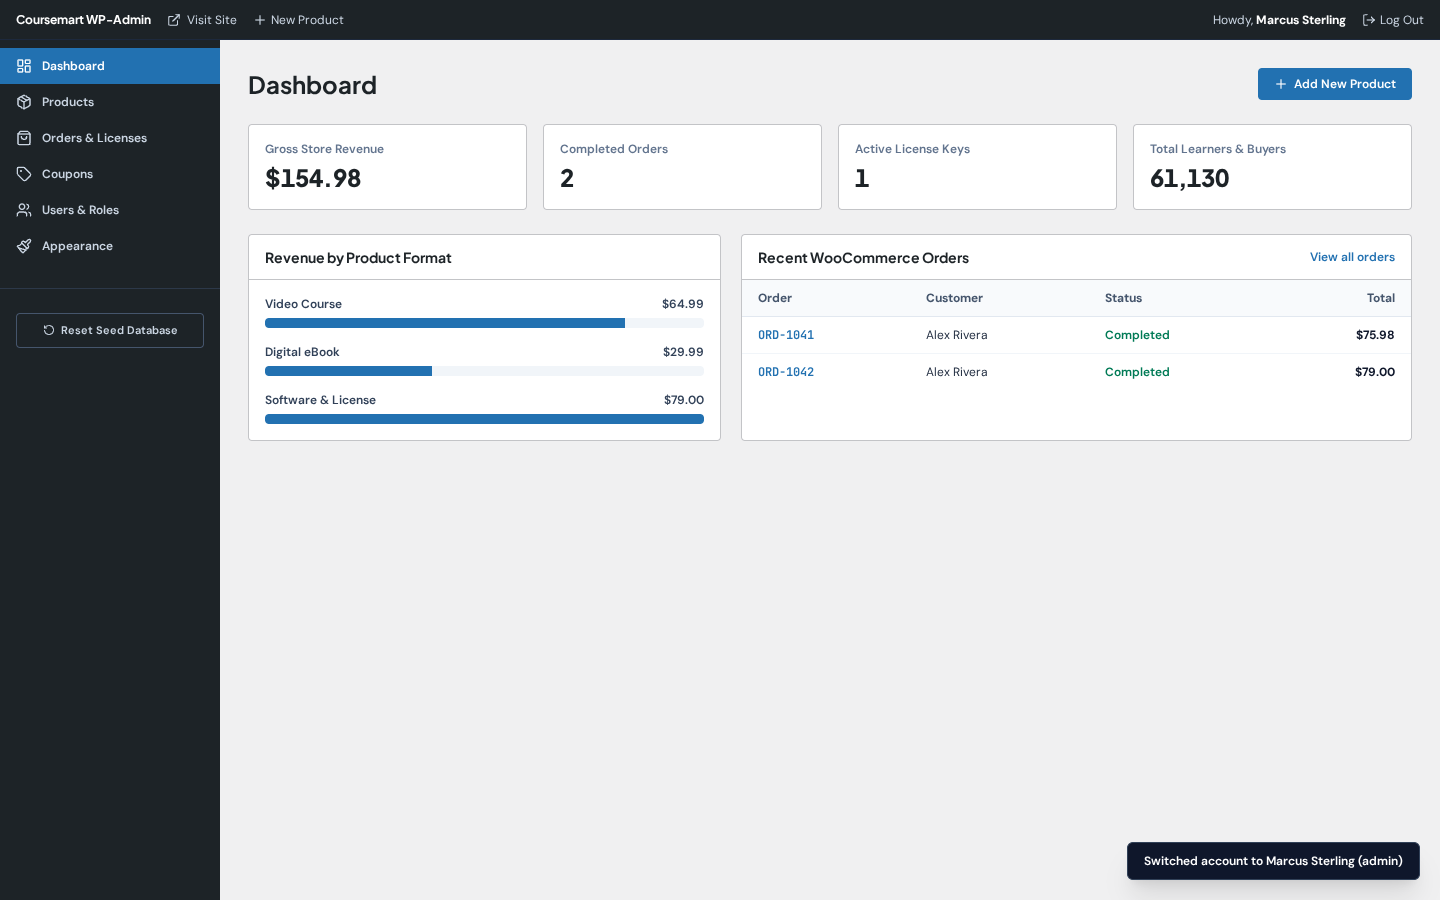 Coursemart WP-Admin
Visit Site
New Product
Howdy, Marcus Sterling
Log Out
Dashboard
Products
Orders & Licenses
Coupons
Users & Roles
Appearance
Reset Seed Database
Dashboard
Add New Product
Gross Store Revenue
$154.98
Completed Orders
2
Active License Keys
1
Total Learners & Buyers
61,130
Revenue by Product Format
Video Course $64.99
Digital eBook $29.99
Software & License $79.00
Recent WooCommerce Orders
View all orders
Order Customer Status Total
ORD-1041 Alex Rivera Completed $75.98
ORD-1042 Alex Rivera Completed $79.00
Switched account to Marcus Sterling (admin)